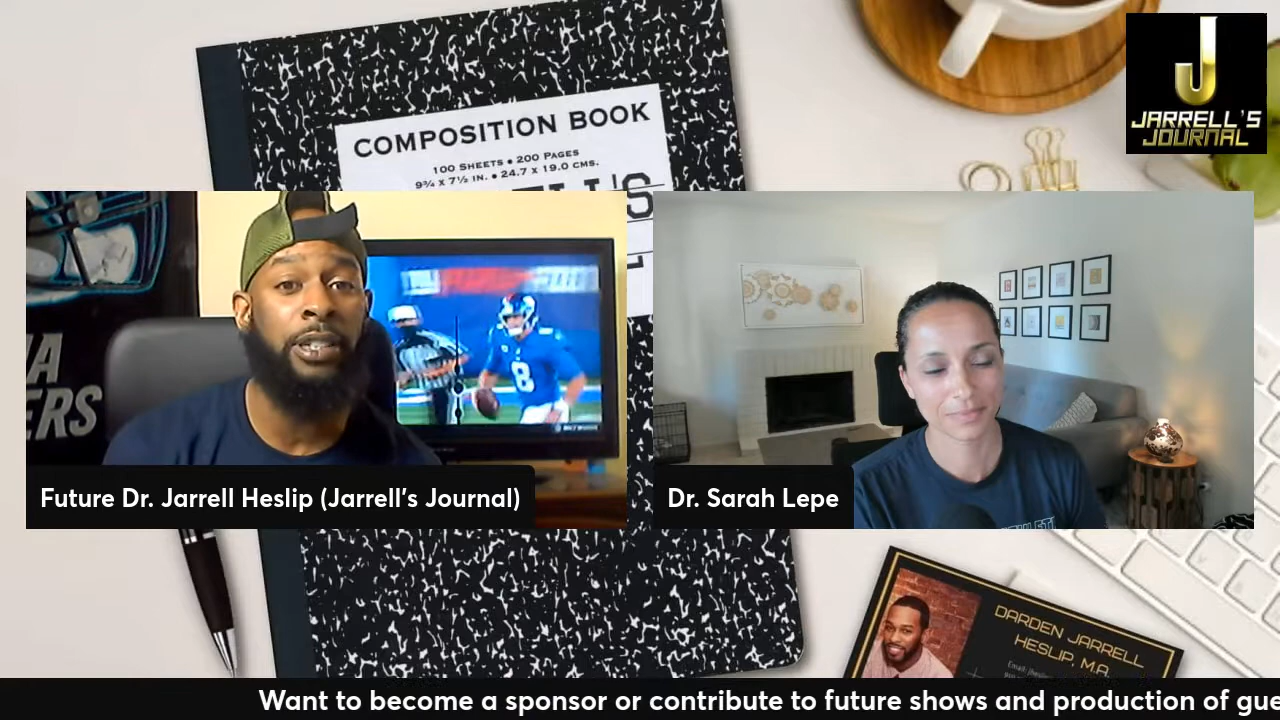 COMPOSITION BOOK
100 SHEETS • 200 PAGES
9¾ X 7½ IN. • 24.7 X 19.0 CMS.
J
JARRELL'S
JOURNAL
8
Future Dr. Jarrell Heslip (Jarrell's Journal)
Dr. Sarah Lepe
DARDEN JARRELL
HESLIP, M.A.
Want to become a sponsor or contribute to future shows and production of gue